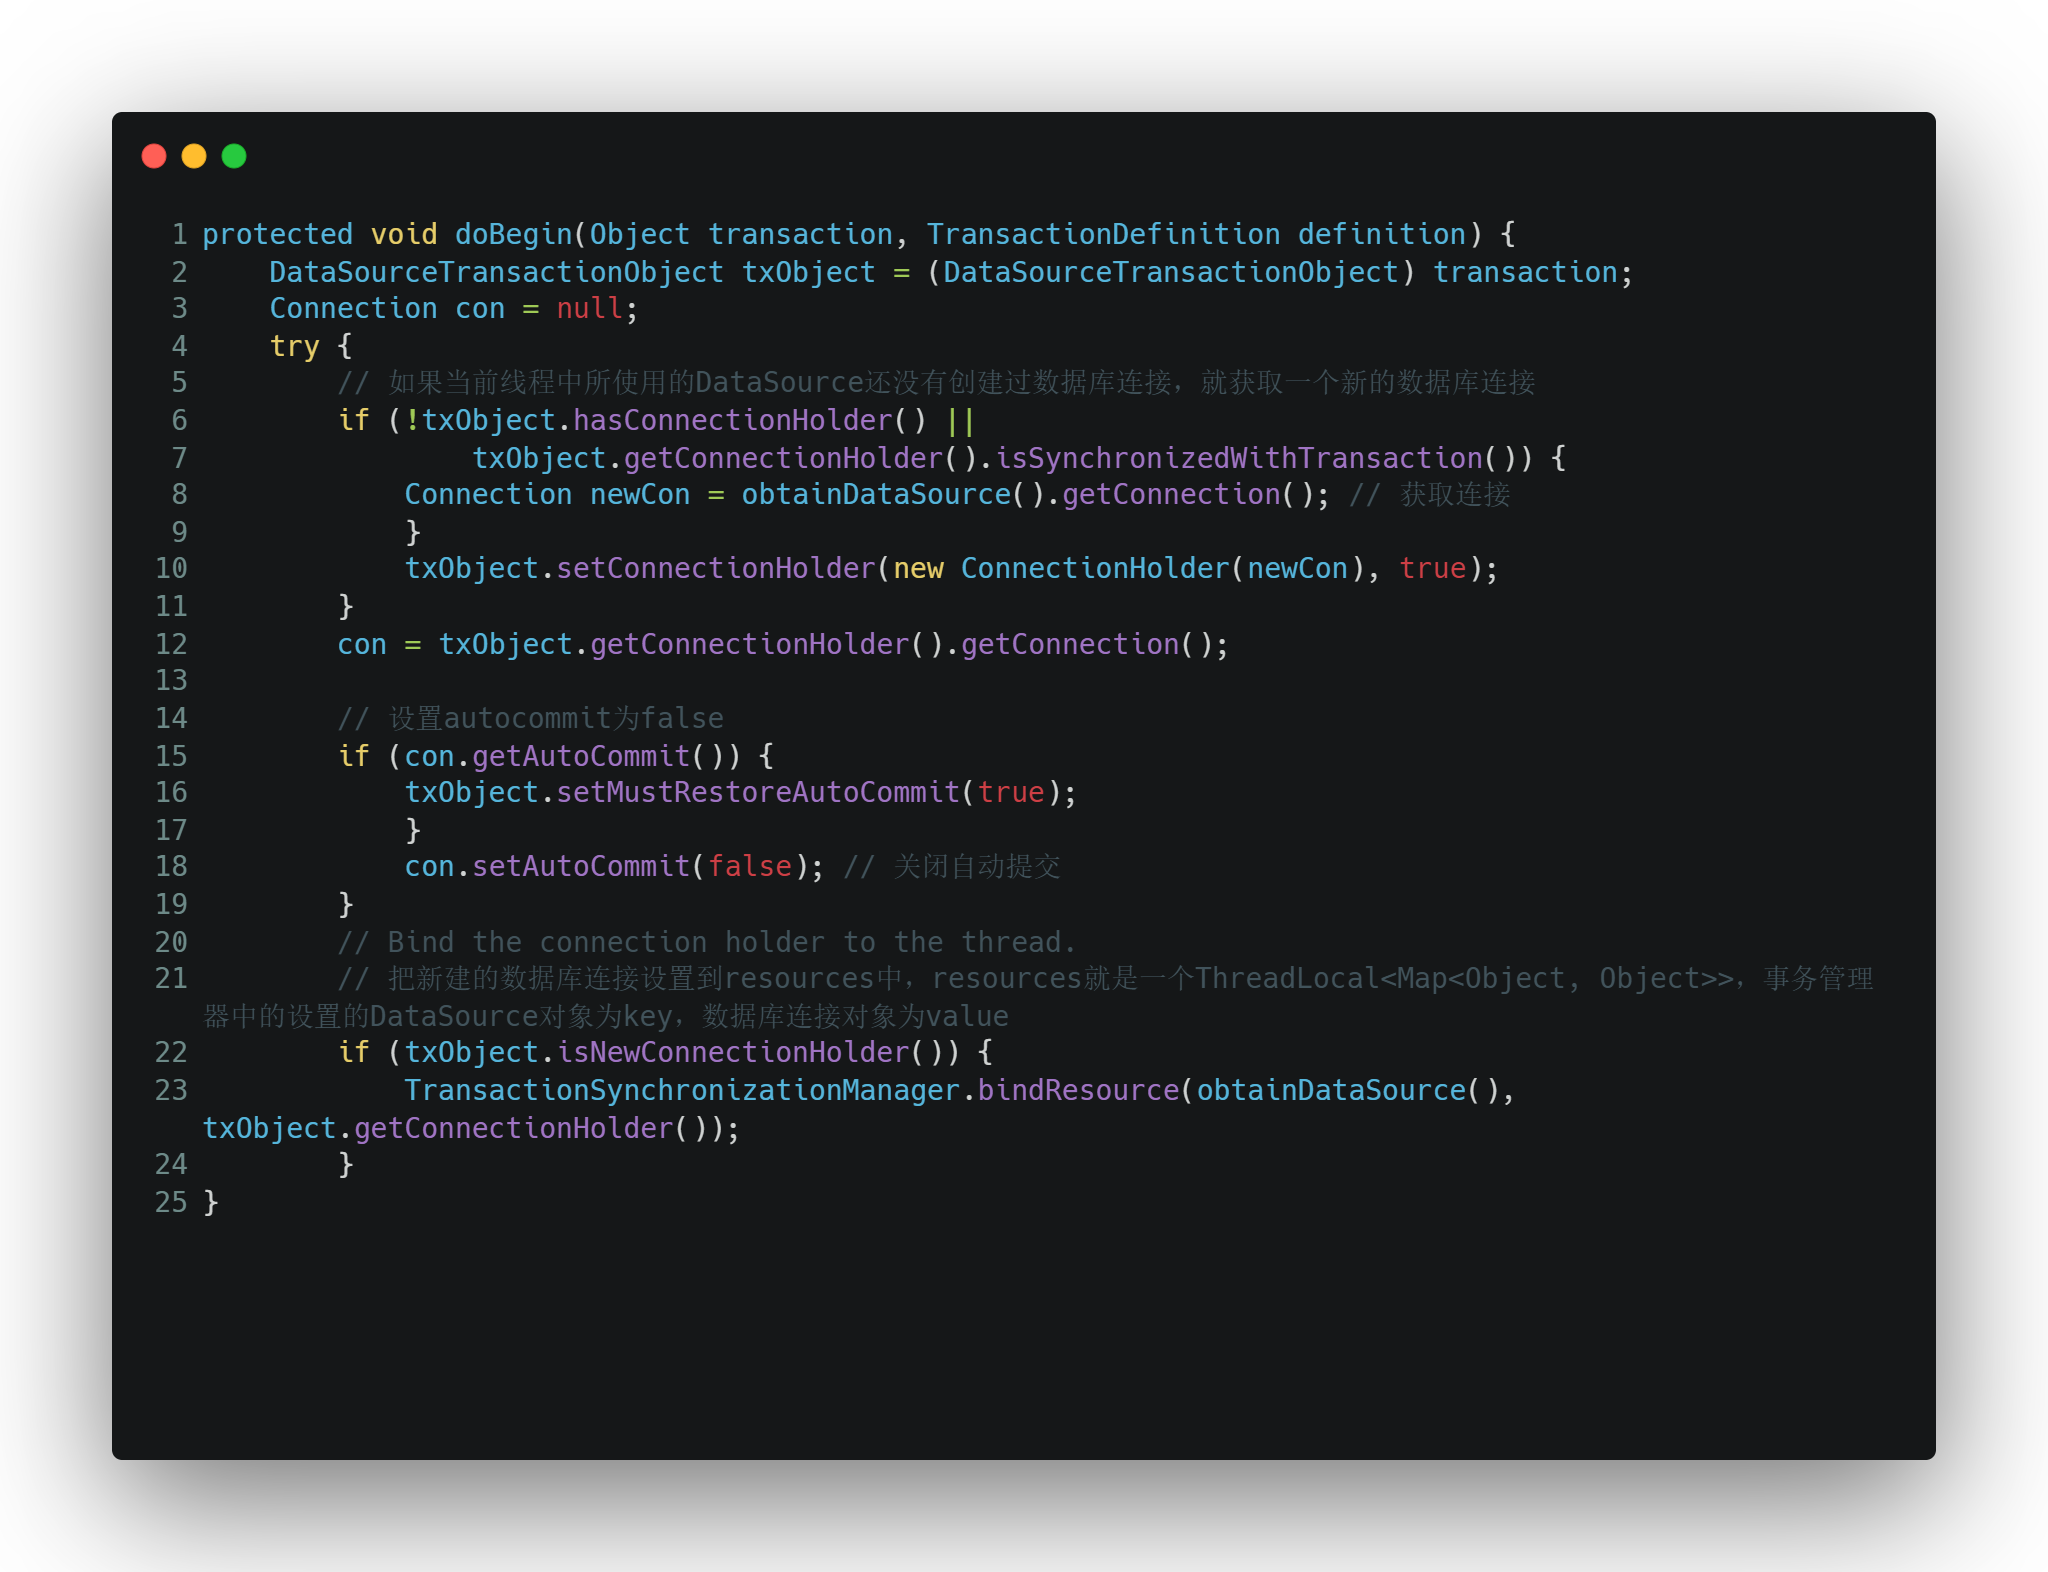 1 protected void doBegin(Object transaction, TransactionDefinition definition) {
2     DataSourceTransactionObject txObject = (DataSourceTransactionObject) transaction;
3     Connection con = null;
4     try {
5         // 如果当前线程中所使用的DataSource还没有创建过数据库连接，就获取一个新的数据库连接
6         if (!txObject.hasConnectionHolder() ||
7                 txObject.getConnectionHolder().isSynchronizedWithTransaction()) {
8             Connection newCon = obtainDataSource().getConnection(); // 获取连接
9             }
10             txObject.setConnectionHolder(new ConnectionHolder(newCon), true);
11         }
12         con = txObject.getConnectionHolder().getConnection();
13
14         // 设置autocommit为false
15         if (con.getAutoCommit()) {
16             txObject.setMustRestoreAutoCommit(true);
17             }
18             con.setAutoCommit(false); // 关闭自动提交
19         }
20         // Bind the connection holder to the thread.
21         // 把新建的数据库连接设置到resources中，resources就是一个ThreadLocal<Map<Object, Object>>，事务管理
器中的设置的DataSource对象为key，数据库连接对象为value
22         if (txObject.isNewConnectionHolder()) {
23             TransactionSynchronizationManager.bindResource(obtainDataSource(),
txObject.getConnectionHolder());
24         }
25 }